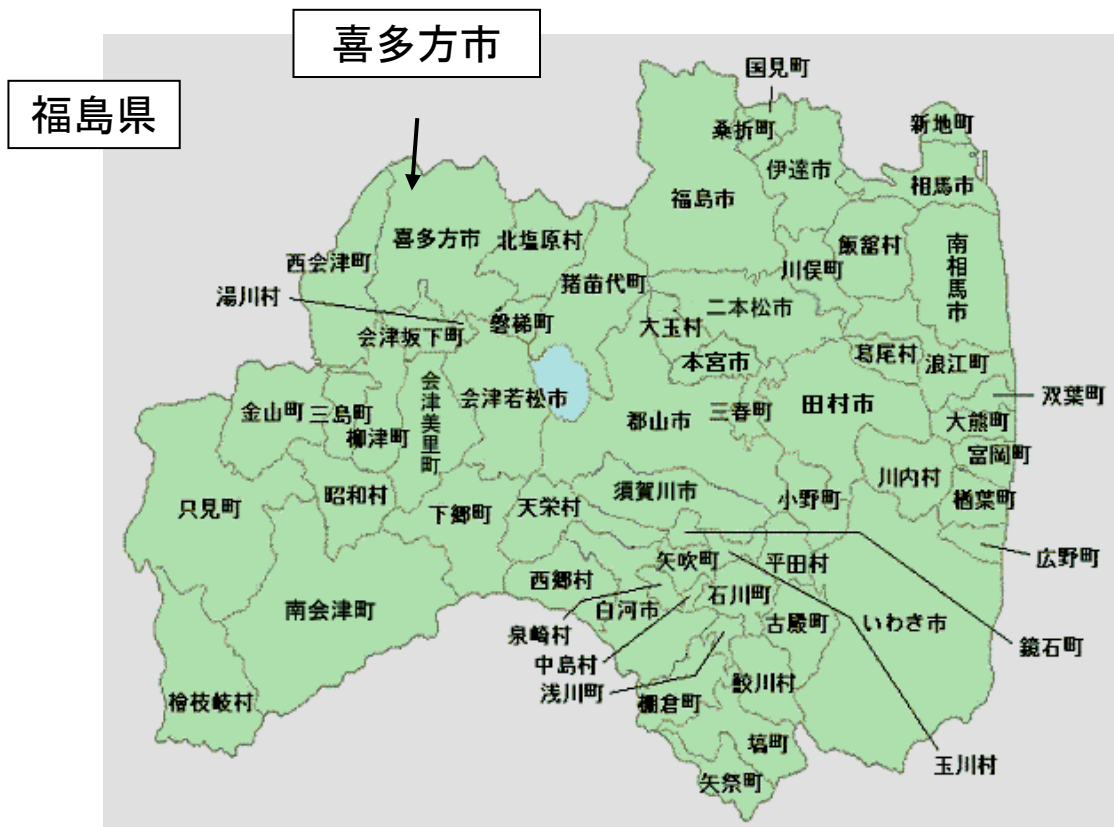 喜多方市
福島県
国見町
桑折町
新地町
伊達市
相馬市
福島市
喜多方市
北塩原村
飯舘村
南相馬市
西会津町
川俣町
猪苗代町
湯川村
二本松市
磐梯町
大玉村
会津坂下町
本宮市
葛尾村
浪江町
双葉町
会津若松市
会津美里町
金山町
三島町
柳津町
郡山市
三春町
田村市
大熊町
富岡町
川内村
楢葉町
只見町
昭和村
下郷町
天栄村
須賀川市
小野町
広野町
矢吹町
平田村
西郷村
白河市
石川町
南会津町
古殿町
いわき市
泉崎村
鏡石町
中島村
浅川町
鮫川村
檜枝岐村
棚倉町
塙町
玉川村
矢祭町